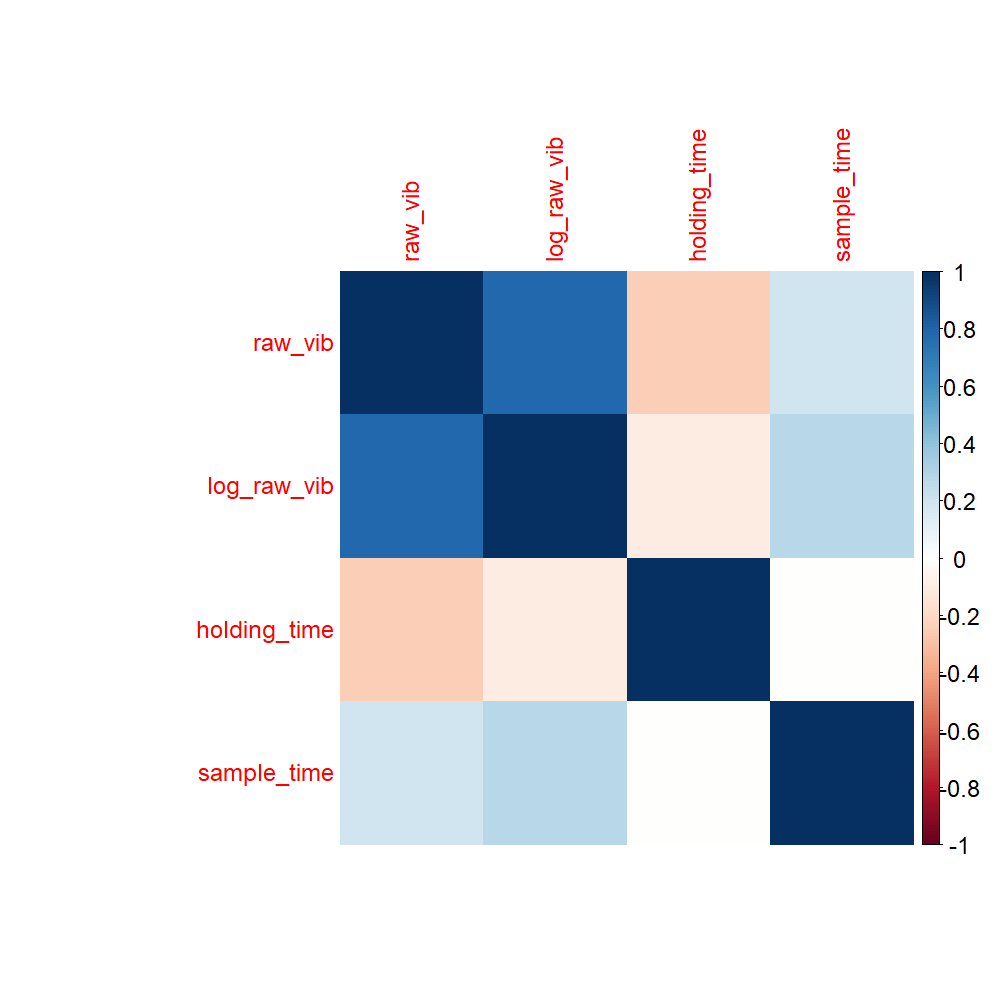 raw_vib
log_raw_vib
holding_time
sample_time
raw_vib
log_raw_vib
holding_time
sample_time
1
0.8
0.6
0.4
0.2
0
-0.2
-0.4
-0.6
-0.8
-1